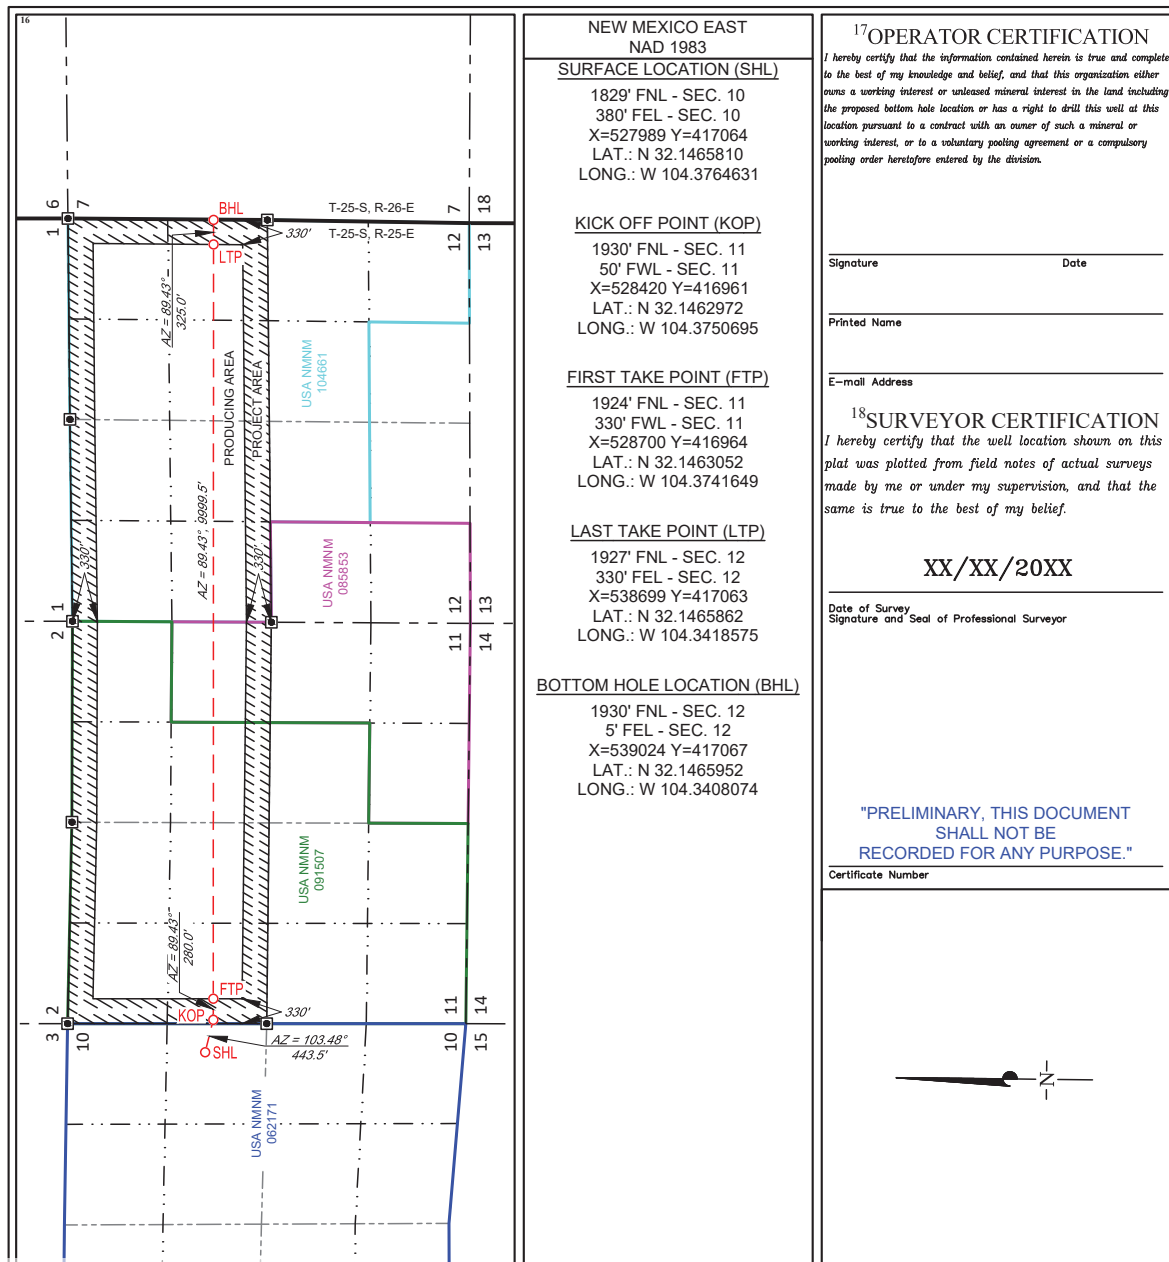 16
6
7
1
BHL
T-25-S, R-26-E
T-25-S, R-25-E
7
18
12
13
330'
LTP
AZ = 89.43°
325.0'
USA NMNM
104661
PRODUCING AREA
PROJECT AREA
AZ = 89.43°, 9999.5'
330'
330'
USA NMNM
085853
1
2
12
13
11
14
USA NMNM
091507
AZ = 89.43°
280.0'
FTP
KOP
330'
2
3
10
11
14
10
15
SHL
AZ = 103.48°
443.5'
USA NMNM
062171
NEW MEXICO EAST
NAD 1983
SURFACE LOCATION (SHL)
1829' FNL - SEC. 10
380' FEL - SEC. 10
X=527989 Y=417064
LAT.: N 32.1465810
LONG.: W 104.3764631
KICK OFF POINT (KOP)
1930' FNL - SEC. 11
50' FWL - SEC. 11
X=528420 Y=416961
LAT.: N 32.1462972
LONG.: W 104.3750695
FIRST TAKE POINT (FTP)
1924' FNL - SEC. 11
330' FWL - SEC. 11
X=528700 Y=416964
LAT.: N 32.1463052
LONG.: W 104.3741649
LAST TAKE POINT (LTP)
1927' FNL - SEC. 12
330' FEL - SEC. 12
X=538699 Y=417063
LAT.: N 32.1465862
LONG.: W 104.3418575
BOTTOM HOLE LOCATION (BHL)
1930' FNL - SEC. 12
5' FEL - SEC. 12
X=539024 Y=417067
LAT.: N 32.1465952
LONG.: W 104.3408074
17OPERATOR CERTIFICATION
I hereby certify that the information contained herein is true and complete
to the best of my knowledge and belief, and that this organization either
owns a working interest or unleased mineral interest in the land including
the proposed bottom hole location or has a right to drill this well at this
location pursuant to a contract with an owner of such a mineral or
working interest, or to a voluntary pooling agreement or a compulsory
pooling order heretofore entered by the division.
Signature Date
Printed Name
E-mail Address
18SURVEYOR CERTIFICATION
I hereby certify that the well location shown on this
plat was plotted from field notes of actual surveys
made by me or under my supervision, and that the
same is true to the best of my belief.
XX/XX/20XX
Date of Survey
Signature and Seal of Professional Surveyor
"PRELIMINARY, THIS DOCUMENT
SHALL NOT BE
RECORDED FOR ANY PURPOSE."
Certificate Number
N